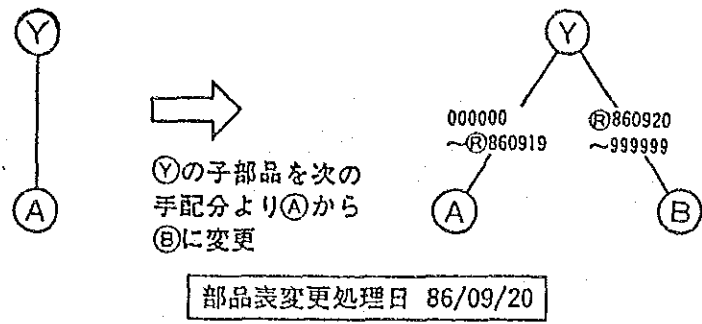 Y
Y
000000
～Ⓡ860919
Ⓡ860920
～999999
Ⓨの子部品を次の
手配分よりⒶから
Ⓑに変更
A
A
B
部品表変更処理日 86/09/20